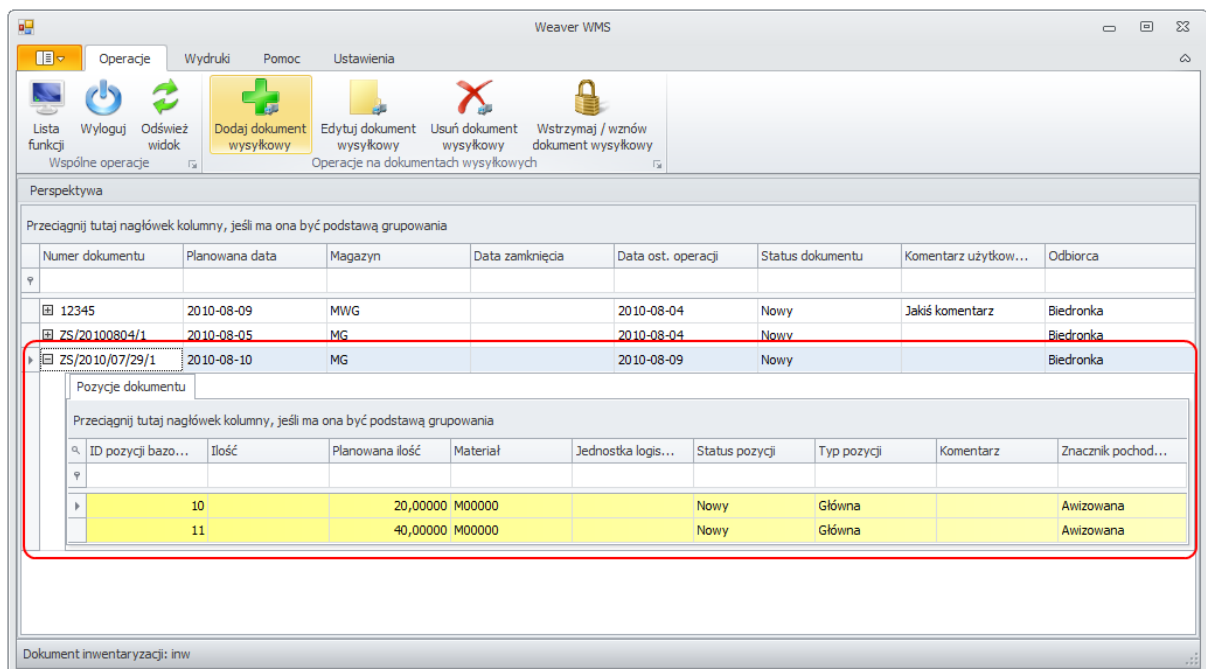 Weaver WMS
Operacje Wydruki Pomoc Ustawienia
Lista funkcji Wyloguj Odśwież widok Dodaj dokument wysyłkowy Edytuj dokument wysyłkowy Usuń dokument wysyłkowy Wstrzymaj / wznów dokument wysyłkowy
Wspólne operacje Operacje na dokumentach wysyłkowych
Perspektywa
Przeciągnij tutaj nagłówek kolumny, jeśli ma ona być podstawą grupowania
Numer dokumentu Planowana data Magazyn Data zamknięcia Data ost. operacji Status dokumentu Komentarz użytkow... Odbiorca
12345 2010-08-09 MWG 2010-08-04 Nowy Jakiś komentarz Biedronka
ZS/20100804/1 2010-08-05 MG 2010-08-04 Nowy Biedronka
ZS/2010/07/29/1 2010-08-10 MG 2010-08-09 Nowy Biedronka
Pozycje dokumentu
Przeciągnij tutaj nagłówek kolumny, jeśli ma ona być podstawą grupowania
ID pozycji bazo... Ilość Planowana ilość Materiał Jednostka logis... Status pozycji Typ pozycji Komentarz Znacznik pochod...
10 20,00000 M00000 Nowy Główna Awizowana
11 40,00000 M00000 Nowy Główna Awizowana
Dokument inwentaryzacji: inw